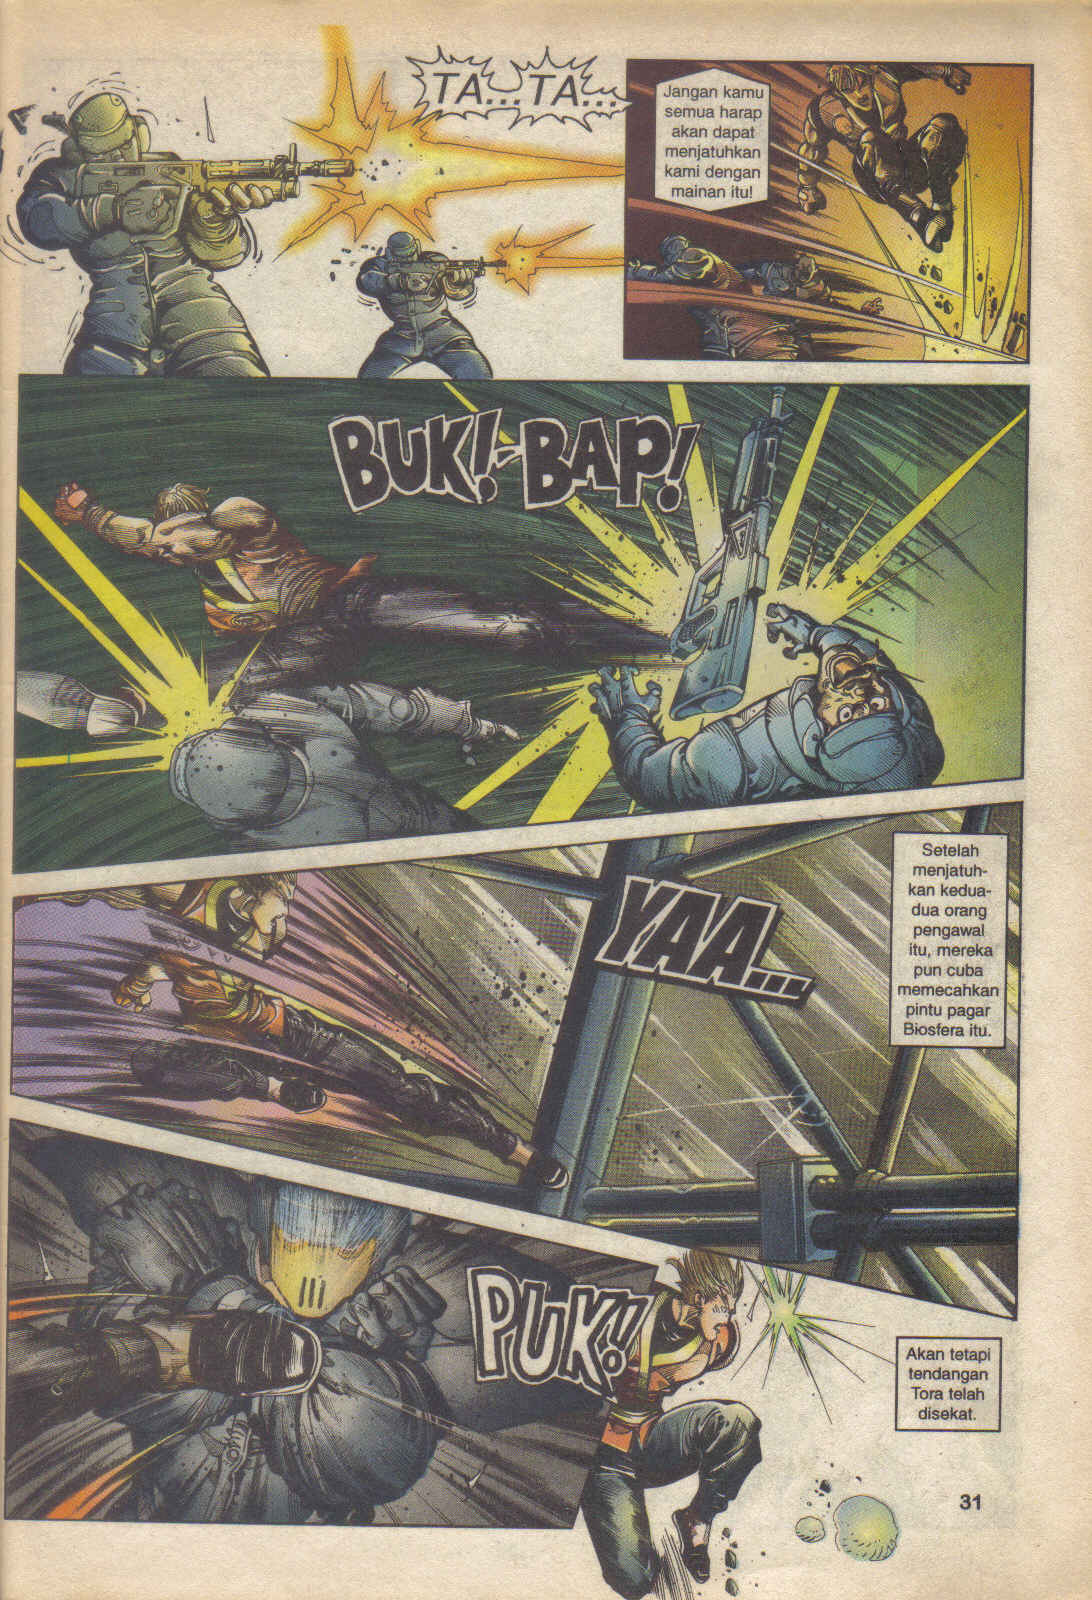 TA...TA...
Jangan kamu
semua harap
akan dapat
menjatuhkan
kami dengan
mainan itu!
BUK!-BAP!
YAA...
Setelah
menjatuh-
kan kedua-
dua orang
pengawal
itu, mereka
pun cuba
memecahkan
pintu pagar
Biosfera itu.
PUK!!
Akan tetapi
tendangan
Tora telah
disekat.
31